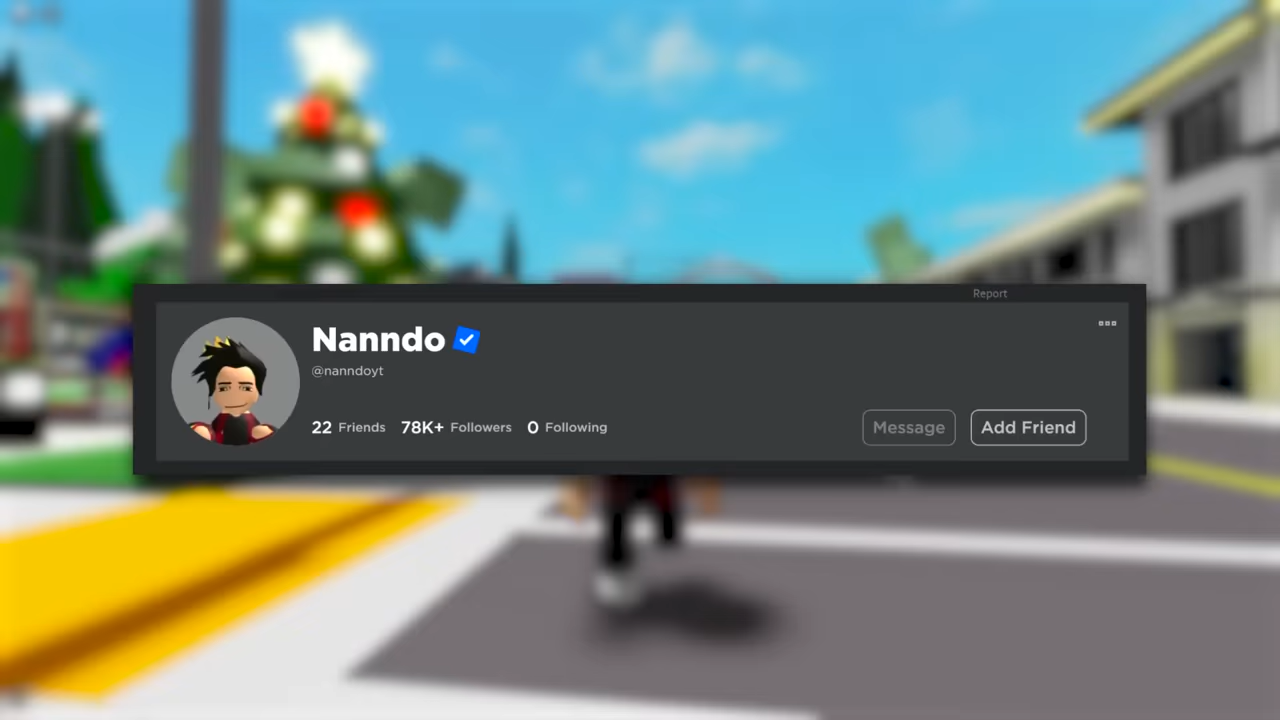 Report
Nanndo
@nanndoyt
22 Friends 78K+ Followers 0 Following
Message Add Friend